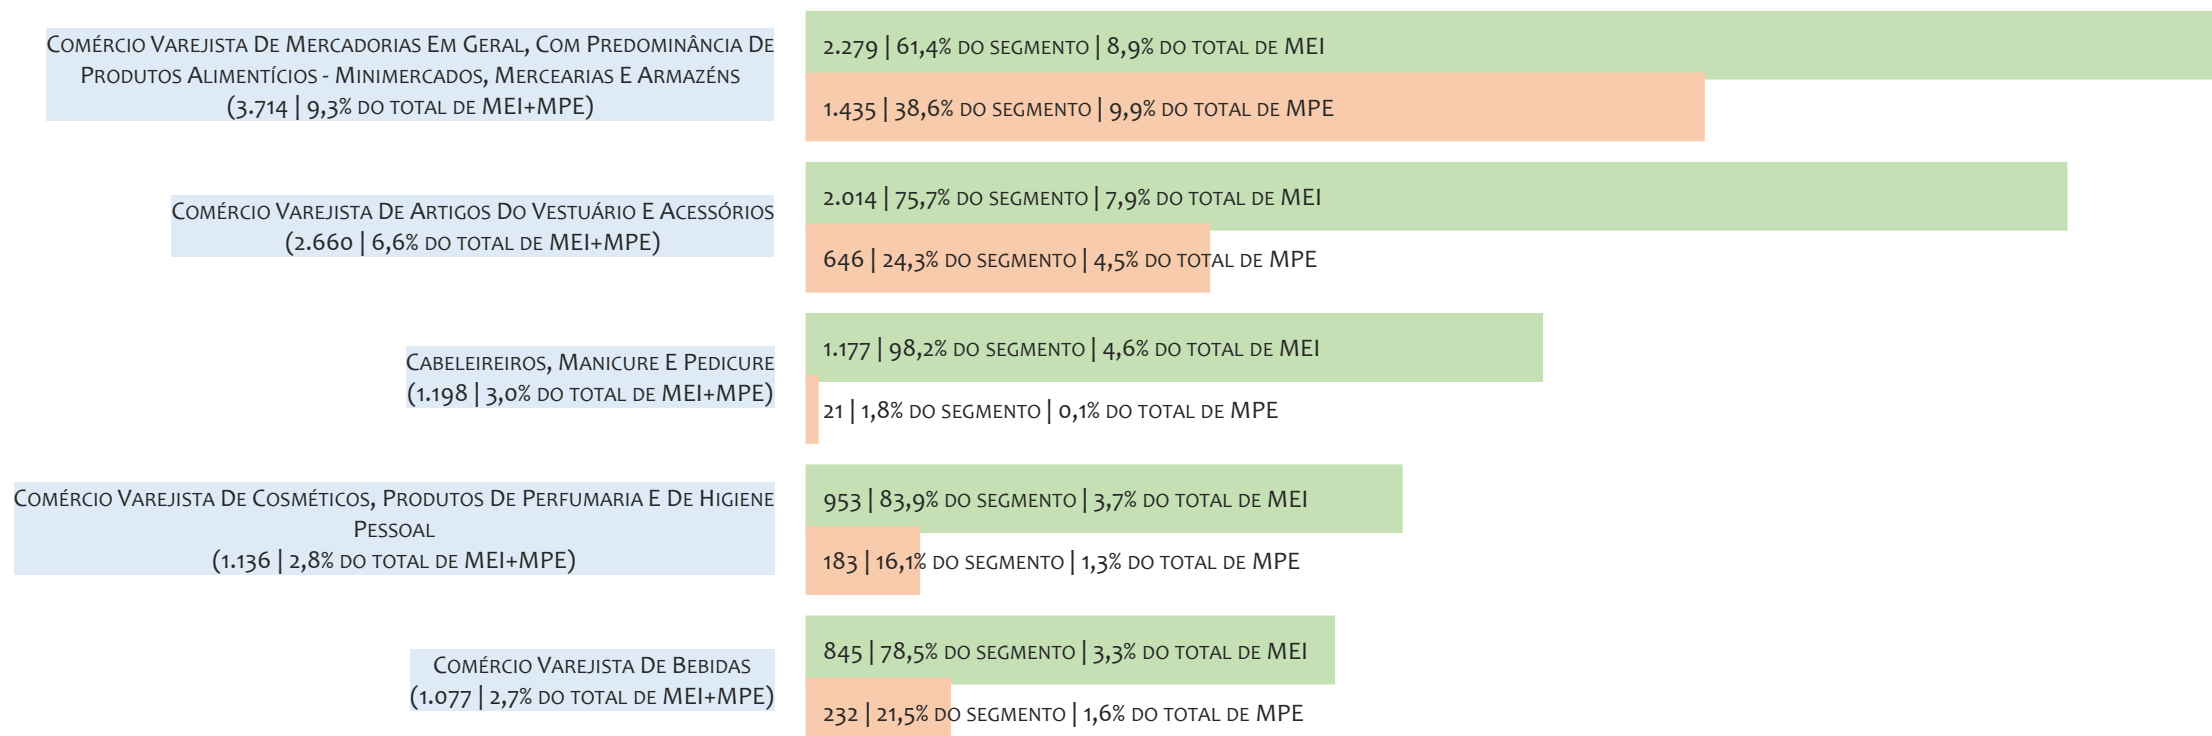 Comércio Varejista De Mercadorias Em Geral, Com Predominância De
Produtos Alimentícios - Minimercados, Mercearias E Armazéns
(3.714 | 9,3% do total de MEI+MPE)
2.279 | 61,4% do segmento | 8,9% do total de MEI
1.435 | 38,6% do segmento | 9,9% do total de MPE
Comércio Varejista De Artigos Do Vestuário E Acessórios
(2.660 | 6,6% do total de MEI+MPE)
2.014 | 75,7% do segmento | 7,9% do total de MEI
646 | 24,3% do segmento | 4,5% do total de MPE
Cabeleireiros, Manicure E Pedicure
(1.198 | 3,0% do total de MEI+MPE)
1.177 | 98,2% do segmento | 4,6% do total de MEI
21 | 1,8% do segmento | 0,1% do total de MPE
Comércio Varejista De Cosméticos, Produtos De Perfumaria E De Higiene
Pessoal
(1.136 | 2,8% do total de MEI+MPE)
953 | 83,9% do segmento | 3,7% do total de MEI
183 | 16,1% do segmento | 1,3% do total de MPE
Comércio Varejista De Bebidas
(1.077 | 2,7% do total de MEI+MPE)
845 | 78,5% do segmento | 3,3% do total de MEI
232 | 21,5% do segmento | 1,6% do total de MPE